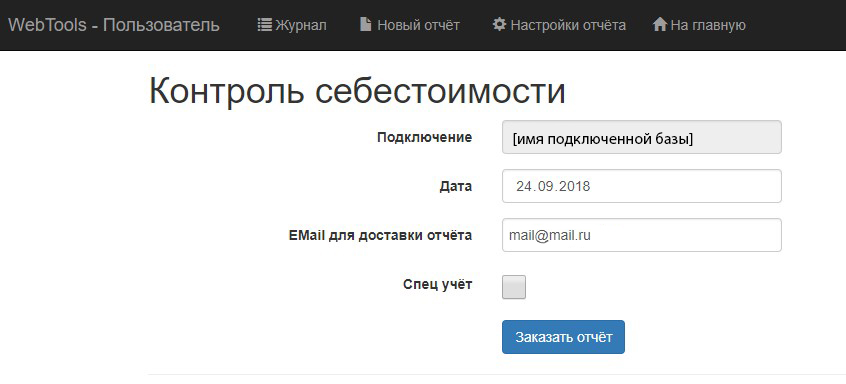 WebTools - Пользователь Журнал Новый отчёт Настройки отчёта На главную
Контроль себестоимости
Подключение [имя подключенной базы]
Дата 24.09.2018
EMail для доставки отчёта mail@mail.ru
Спец учёт
Заказать отчёт